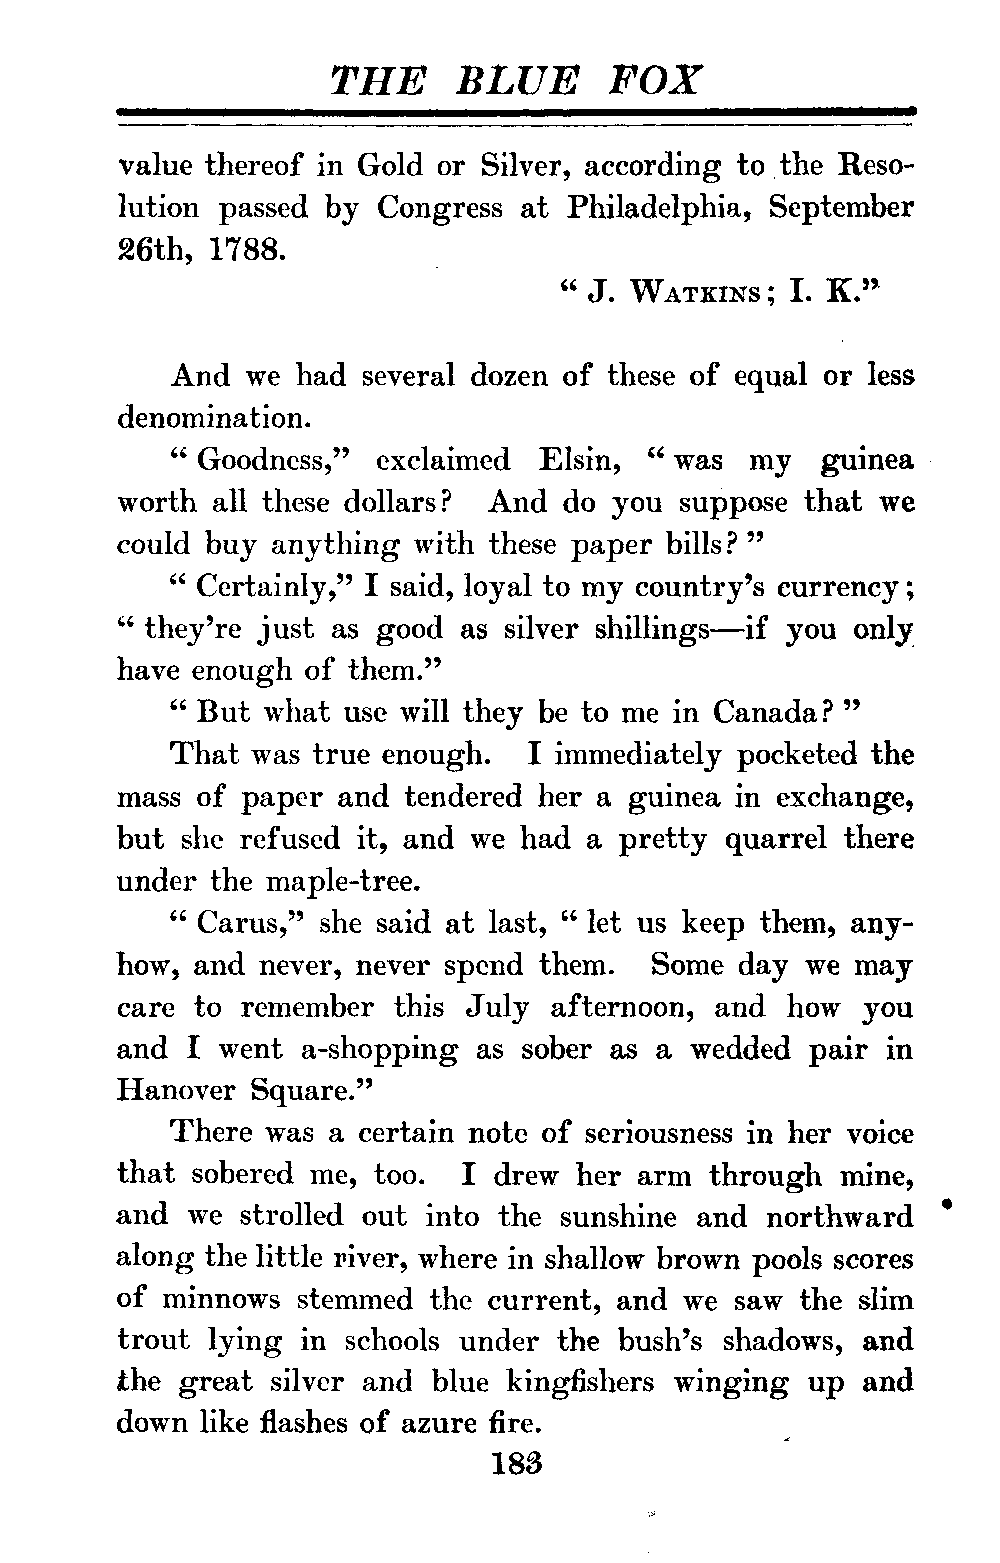 THE BLUE FOX
value thereof in Gold or Silver, according to the Reso-
lution passed by Congress at Philadelphia, September
26th, 1788.
“ J. WATKINS; I. K.”
And we had several dozen of these of equal or less
denomination.
“ Goodness,” exclaimed Elsin, “ was my guinea
worth all these dollars? And do you suppose that we
could buy anything with these paper bills? ”
“ Certainly,” I said, loyal to my country’s currency;
“ they’re just as good as silver shillings—if you only
have enough of them.”
“ But what use will they be to me in Canada? ”
That was true enough. I immediately pocketed the
mass of paper and tendered her a guinea in exchange,
but she refused it, and we had a pretty quarrel there
under the maple-tree.
“ Carus,” she said at last, “ let us keep them, any-
how, and never, never spend them. Some day we may
care to remember this July afternoon, and how you
and I went a-shopping as sober as a wedded pair in
Hanover Square.”
There was a certain note of seriousness in her voice
that sobered me, too. I drew her arm through mine,
and we strolled out into the sunshine and northward
along the little river, where in shallow brown pools scores
of minnows stemmed the current, and we saw the slim
trout lying in schools under the bush’s shadows, and
the great silver and blue kingfishers winging up and
down like flashes of azure fire.
183